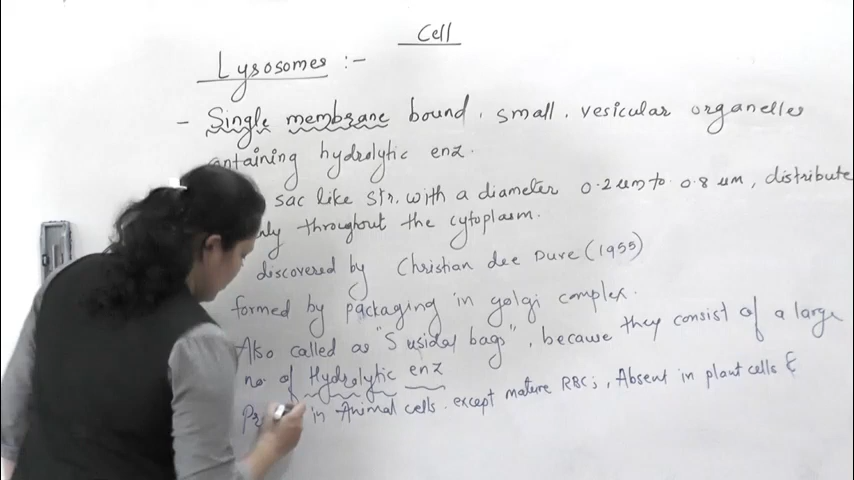 Cell
Lysosomes :-
- Single membrane bound, small, vesicular organelles
ontaining hydrolytic enz.
sac like str. with a diameter 0.2 um to 0.8 um, distribute
throughout the cytoplasm.
discovered by Christian dee Duve (1955)
formed by packaging in golgi complex.
Also called as "Susidal bags", because they consist of a large
no. of Hydrolytic enz
in Animal cells. except mature RBCs, Absent in plant cells &